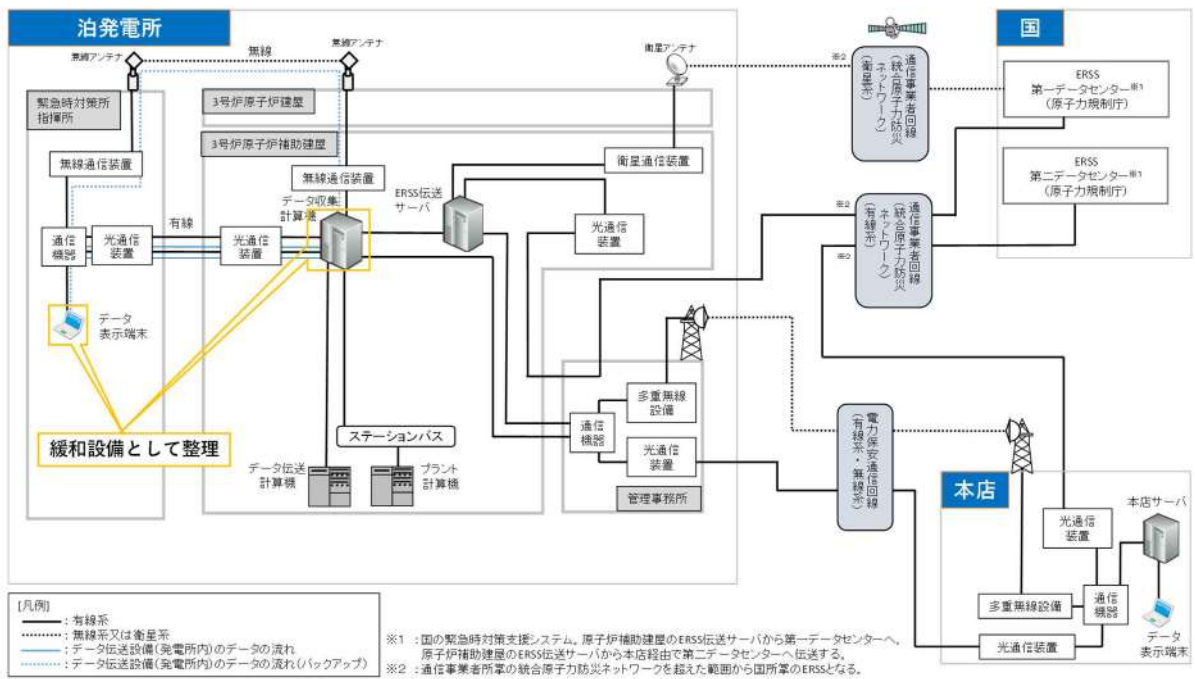 泊発電所
無線アンテナ
無線
無線アンテナ
衛星アンテナ
緊急時対策所
指揮所
3号炉原子炉建屋
3号炉原子炉補助建屋
無線通信装置
無線通信装置
衛星通信装置
データ収集
計算機
ERSS伝送
サーバ
有線
通信
機器
光通信
装置
光通信
装置
光通信
装置
データ
表示端末
緩和設備として整理
ステーションバス
データ伝送
計算機
プラント
計算機
多重無線
設備
通信
機器
光通信
装置
管理事務所
※2
通信事業者回線
(統合原子力防災
ネットワーク)
(衛星系)
※2
※2
通信事業者回線
(統合原子力防災
ネットワーク)
(有線系)
電力保安通信回線
(有線系・無線系)
国
ERSS
第一データセンター※1
(原子力規制庁)
ERSS
第二データセンター※1
(原子力規制庁)
本店
本店サーバ
光通信
装置
多重無線設備
通信
機器
光通信装置
データ
表示端末
[凡例]
:有線系
:無線系又は衛星系
:データ伝送設備(発電所内)のデータの流れ
:データ伝送設備(発電所内)のデータの流れ(バックアップ)
※1 :国の緊急時対策支援システム。原子炉補助建屋のERSS伝送サーバから第一データセンターへ、
原子炉補助建屋のERSS伝送サーバから本店経由で第二データセンターへ伝送する。
※2 :通信事業者所掌の統合原子力防災ネットワークを超えた範囲から国所掌のERSSとなる。